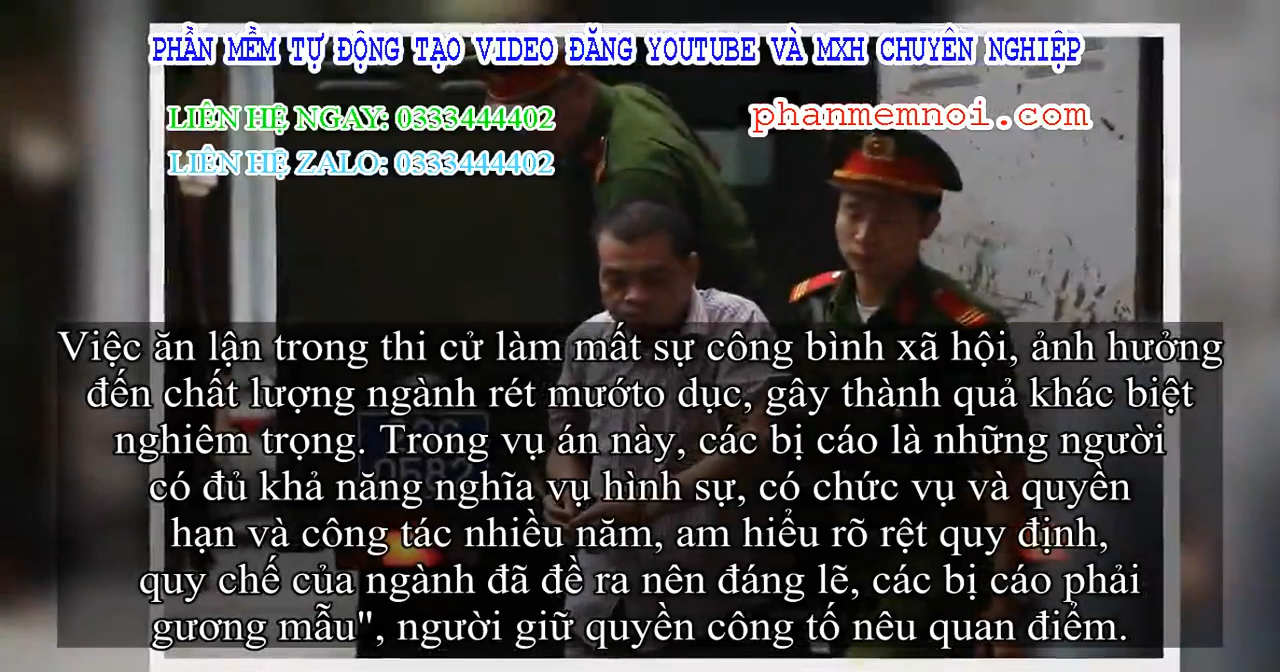 PHẦN MỀM TỰ ĐỘNG TẠO VIDEO ĐĂNG YOUTUBE VÀ MXH CHUYÊN NGHIỆP
LIÊN HỆ NGAY: 0333444402
phanmemnoi.com
LIÊN HỆ ZALO: 0333444402
Việc ăn lận trong thi cử làm mất sự công bình xã hội, ảnh hưởng
đến chất lượng ngành rét mướto dục, gây thành quả khác biệt
nghiêm trọng. Trong vụ án này, các bị cáo là những người
có đủ khả năng nghĩa vụ hình sự, có chức vụ và quyền
hạn và công tác nhiều năm, am hiểu rõ rệt quy định,
quy chế của ngành đã đề ra nên đáng lẽ, các bị cáo phải
gương mẫu", người giữ quyền công tố nêu quan điểm.